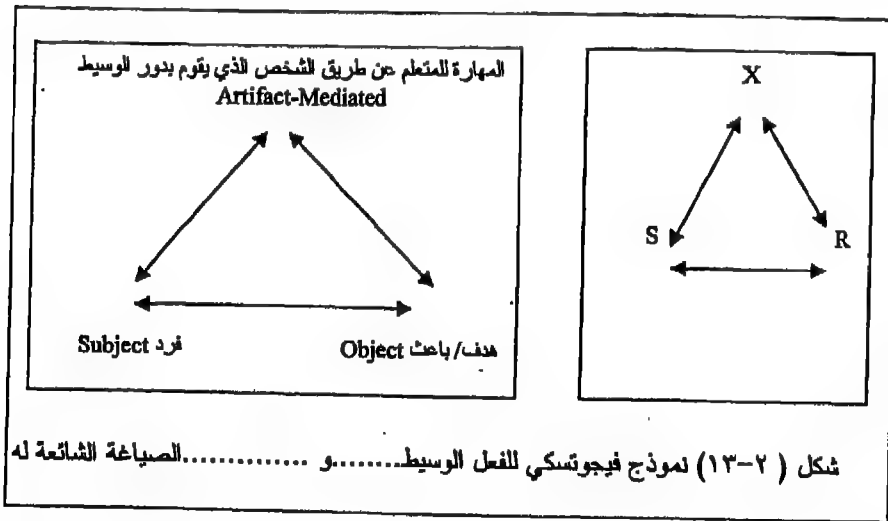 المهارة للمتعلم عن طريق الشخص الذي يقوم بدور الوسيط
Artifact-Mediated
فرد Subject
هدف/باعث Object
X
S
R
شكل ( ٢-١٣) نموذج فيجوتسكي للفعل الوسيط........و ..............الصياغة الشائعة له